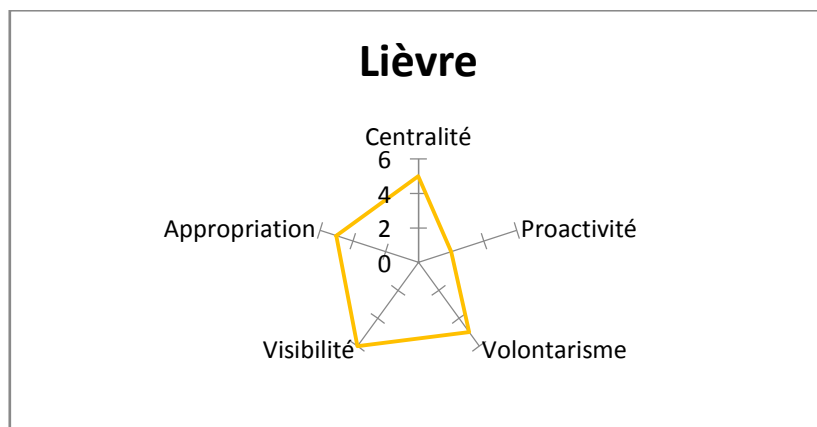 Lièvre
Centralité
6
4
2
0
Appropriation
Proactivité
Visibilité
Volontarisme